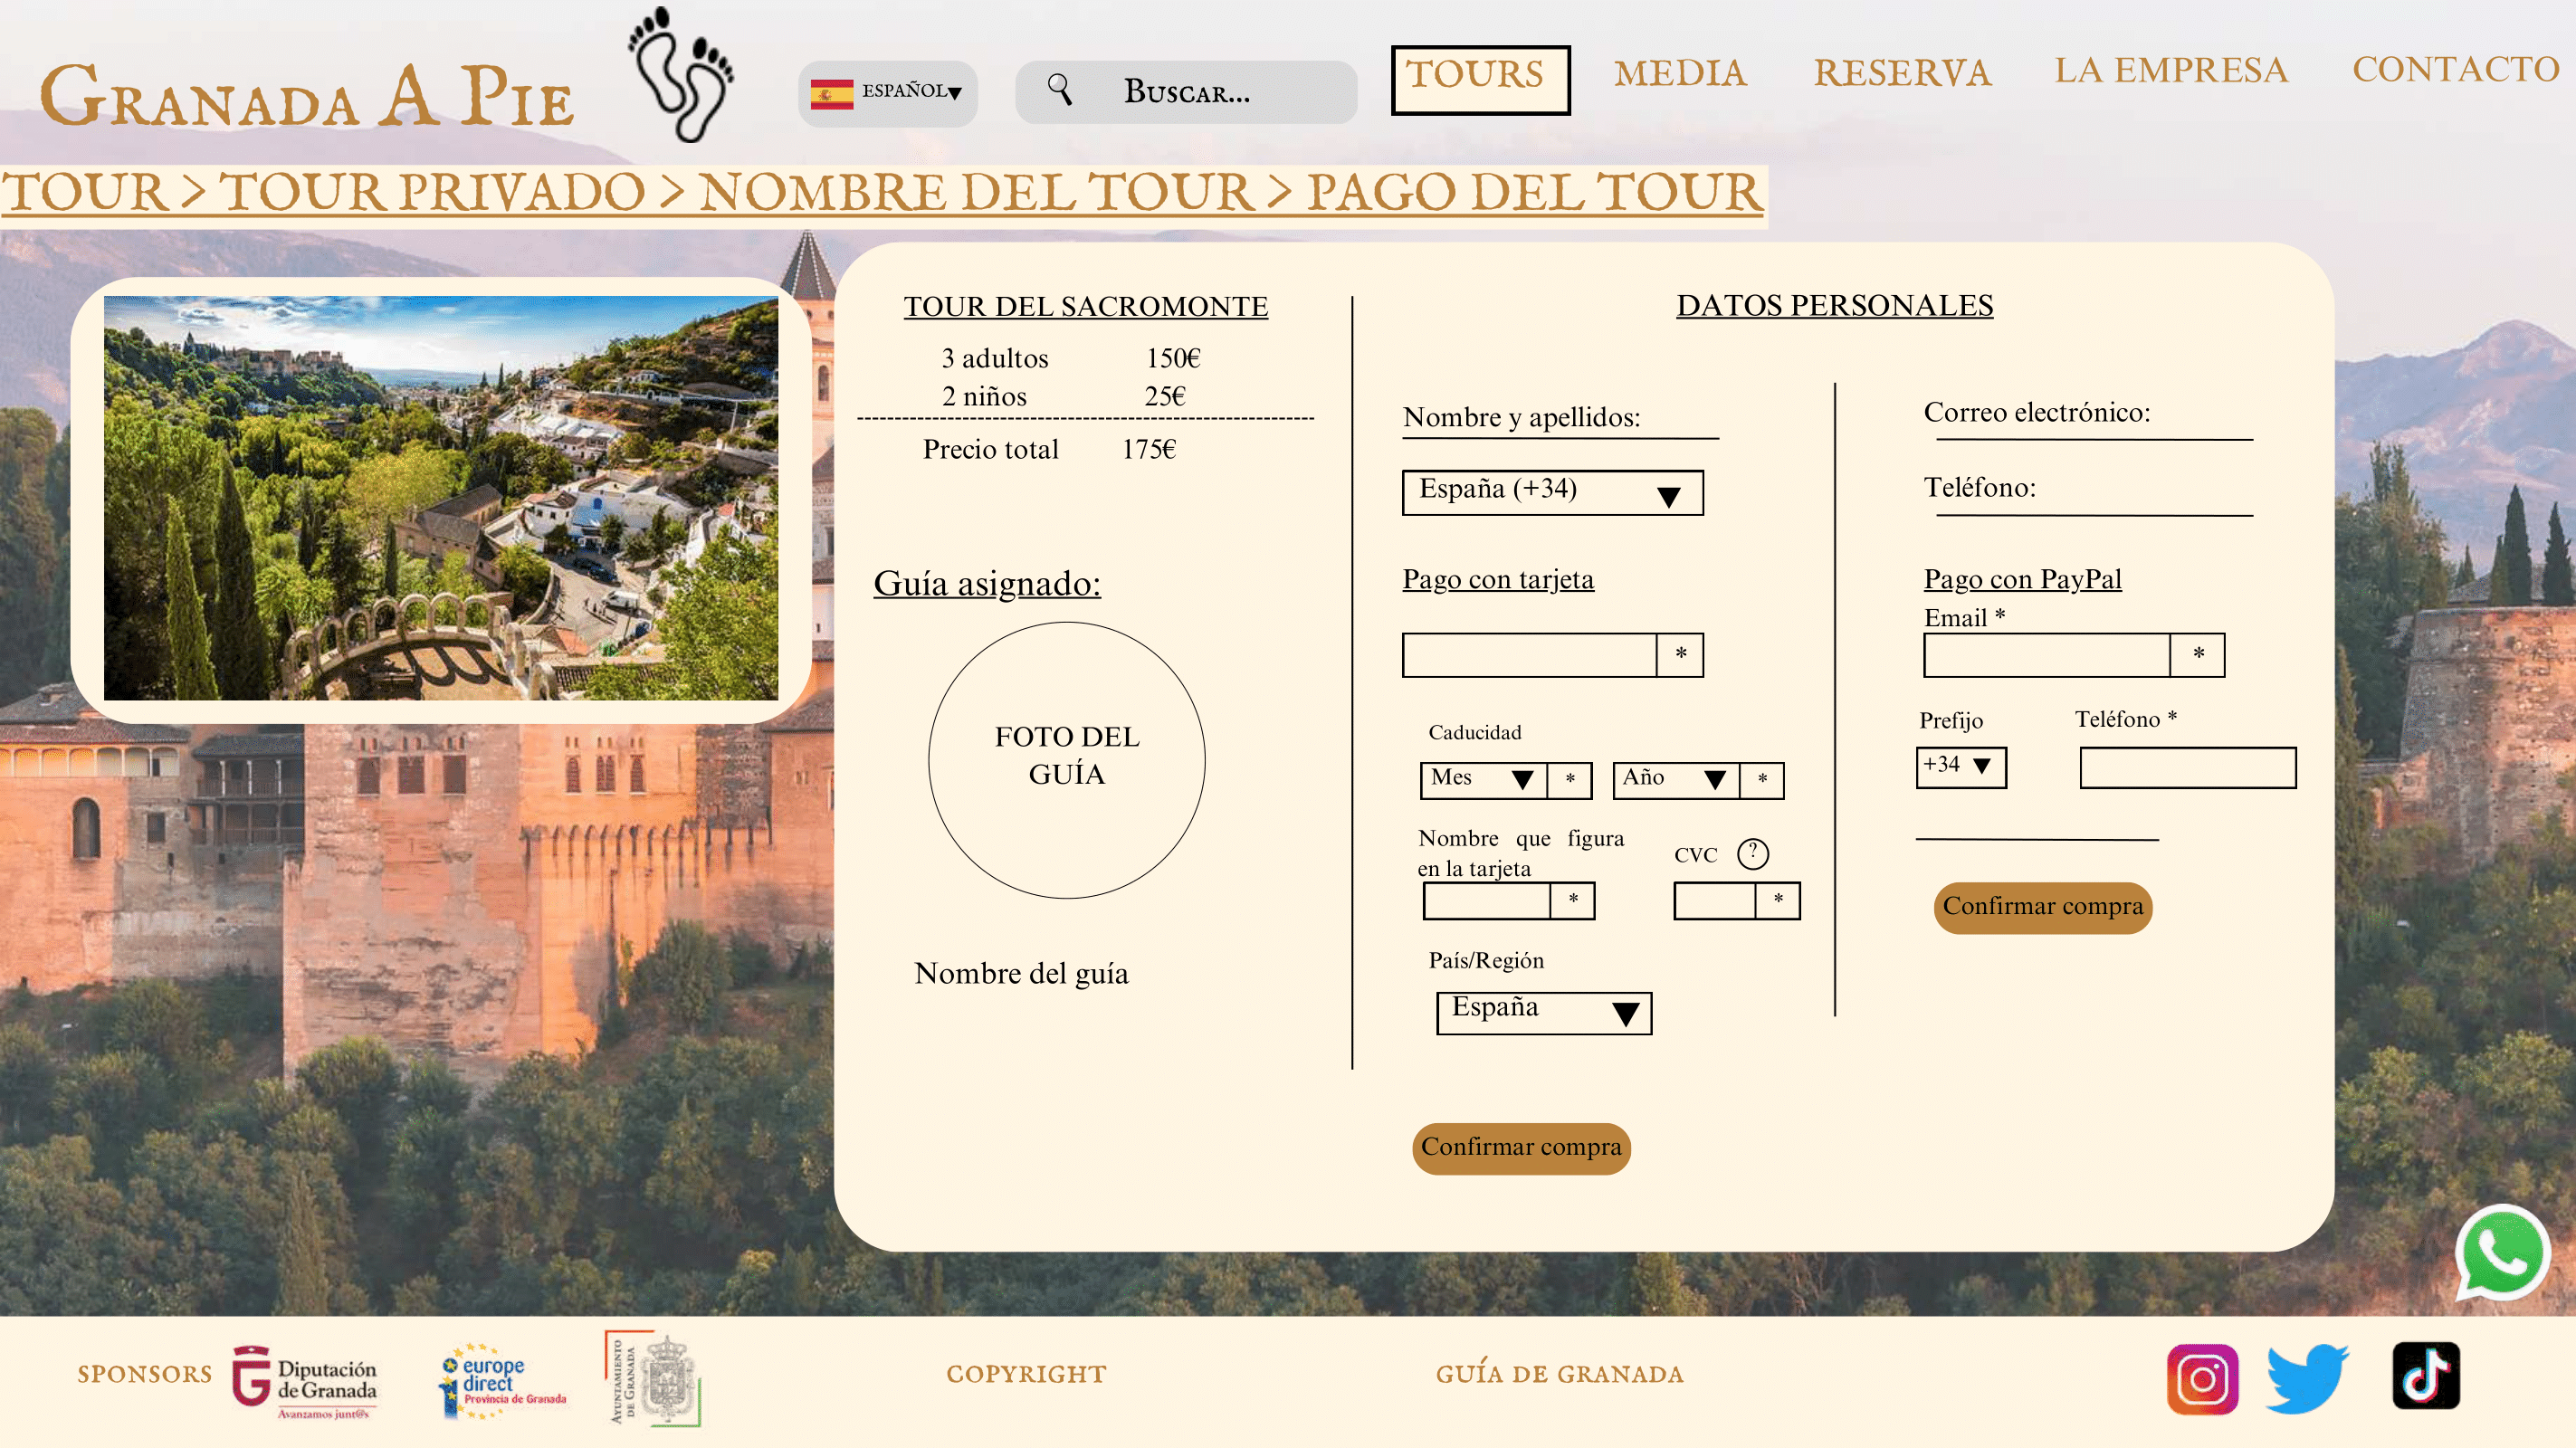 GRANADA A PIE
ESPAÑOL
BUSCAR...
TOURS
MEDIA
RESERVA
LA EMPRESA
CONTACTO
TOUR > TOUR PRIVADO > NOMBRE DEL TOUR > PAGO DEL TOUR
TOUR DEL SACROMONTE
3 adultos 150€
2 niños 25€
Precio total 175€
Guía asignado:
FOTO DEL
GUÍA
Nombre del guía
DATOS PERSONALES
Nombre y apellidos:
España (+34)
Pago con tarjeta
*
Caducidad
Mes *
Año *
Nombre que figura
en la tarjeta
*
CVC ?
*
País/Región
España
Confirmar compra
Correo electrónico:
Teléfono:
Pago con PayPal
Email *
*
Prefijo
Teléfono *
+34
Confirmar compra
SPONSORS
Diputación
de Granada
Avanzamos junt@s
europe
direct
Provincia de Granada
AYUNTAMIENTO
DE GRANADA
COPYRIGHT
GUÍA DE GRANADA